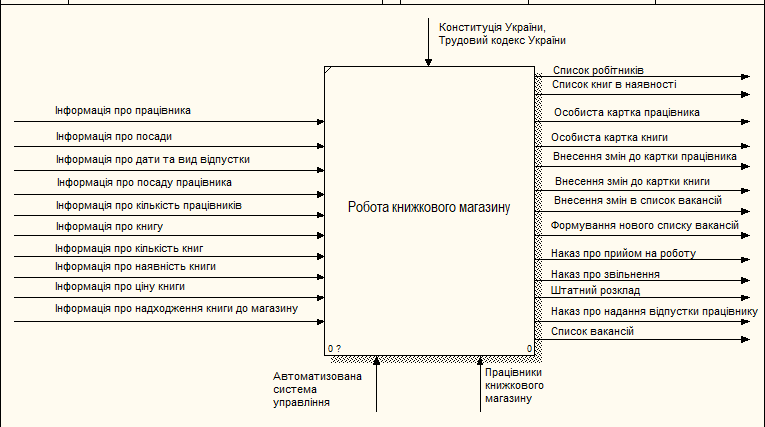 Конституція України,
Трудовий кодекс України
Інформація про працівника
Інформація про посади
Інформація про дати та вид відпустки
Інформація про посаду працівника
Інформація про кількість працівників
Інформація про книгу
Інформація про кількість книг
Інформація про наявність книги
Інформація про ціну книги
Інформація про надходження книги до магазину
Робота книжкового магазину
0 ?
0
Список робітників
Список книг в наявності
Особиста картка працівника
Особиста картка книги
Внесення змін до картки працівника
Внесення змін до картки книги
Внесення змін в список вакансій
Формування нового списку вакансій
Наказ про прийом на роботу
Наказ про звільнення
Штатний розклад
Наказ про надання відпустки працівнику
Список вакансій
Автоматизована
система
управління
Працівники
книжкового
магазину